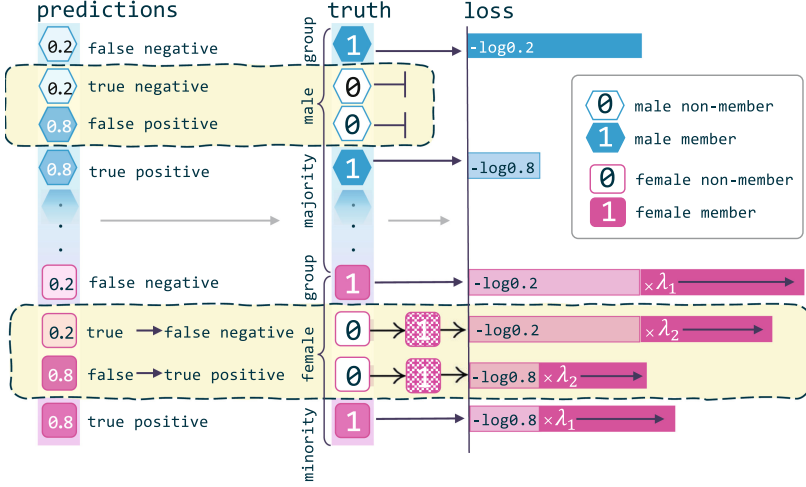 predictions truth loss
0.2 false negative 1 -log0.2
0.2 true negative 0
0.8 false positive 0
0.8 true positive 1 -log0.8
majority male group
0.2 false negative 1 -log0.2 ×λ1
0.2 true false negative 0 1 -log0.2 ×λ2
0.8 false true positive 0 1 -log0.8 ×λ2
0.8 true positive 1 -log0.8 ×λ1
minority female group
0 male non-member
1 male member
0 female non-member
1 female member